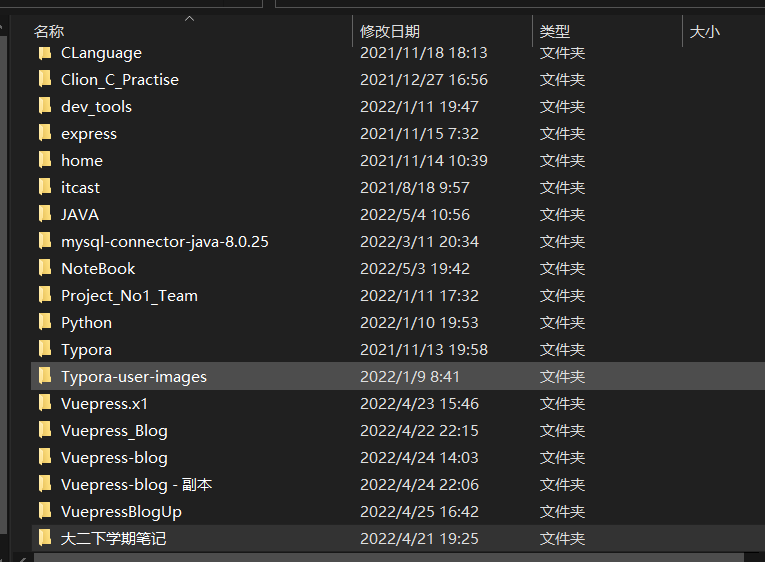 名称 修改日期 类型 大小
CLanguage 2021/11/18 18:13 文件夹
Clion_C_Practise 2021/12/27 16:56 文件夹
dev_tools 2022/1/11 19:47 文件夹
express 2021/11/15 7:32 文件夹
home 2021/11/14 10:39 文件夹
itcast 2021/8/18 9:57 文件夹
JAVA 2022/5/4 10:56 文件夹
mysql-connector-java-8.0.25 2022/3/11 20:34 文件夹
NoteBook 2022/5/3 19:42 文件夹
Project_No1_Team 2022/1/11 17:32 文件夹
Python 2022/1/10 19:53 文件夹
Typora 2021/11/13 19:58 文件夹
Typora-user-images 2022/1/9 8:41 文件夹
Vuepress.x1 2022/4/23 15:46 文件夹
Vuepress_Blog 2022/4/22 22:15 文件夹
Vuepress-blog 2022/4/24 14:03 文件夹
Vuepress-blog - 副本 2022/4/24 22:06 文件夹
VuepressBlogUp 2022/4/25 16:42 文件夹
大二下学期笔记 2022/4/21 19:25 文件夹